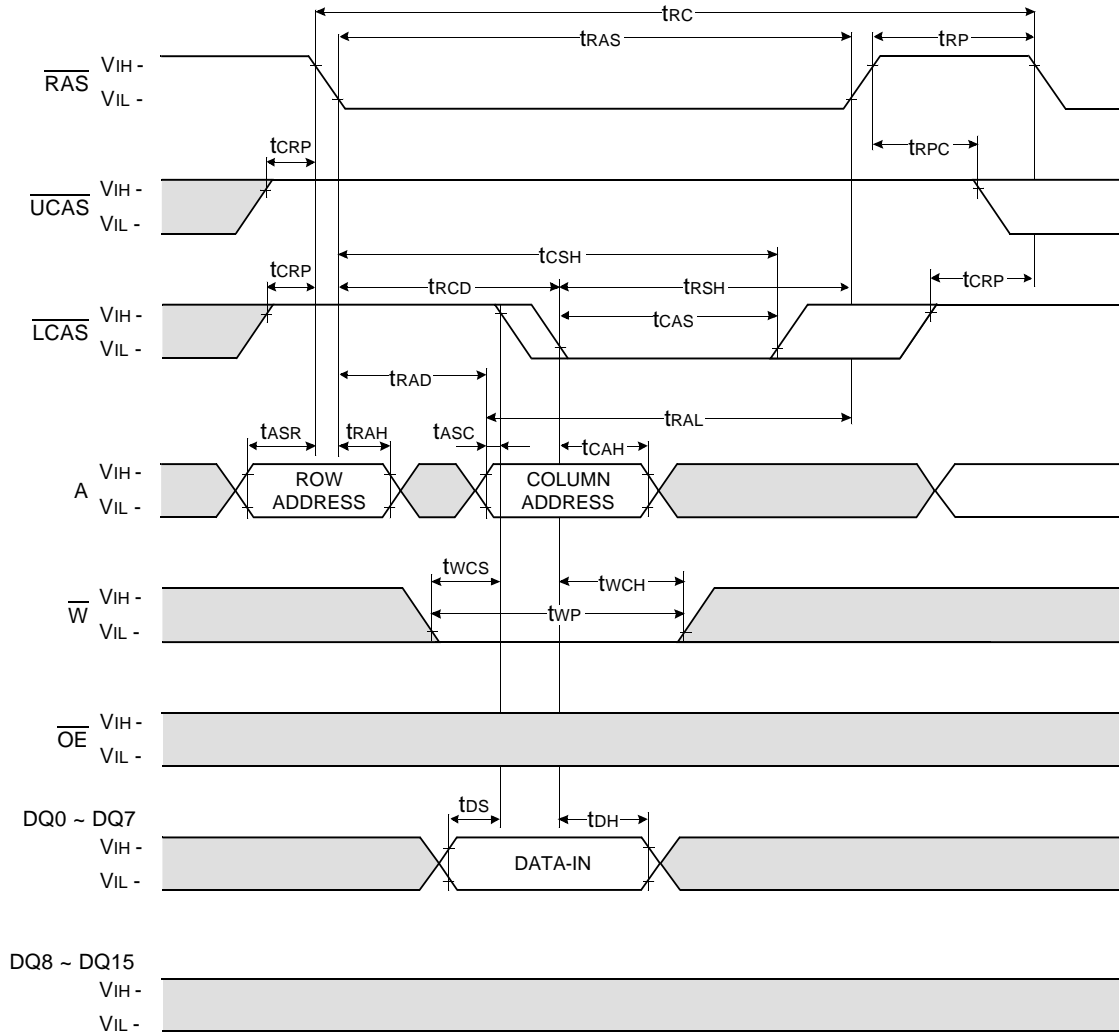 tRC
tRAS
tRP
RAS
VIH -
VIL -
tCRP
tRPC
UCAS
VIH -
VIL -
tCSH
tCRP
tRCD
tRSH
tCRP
LCAS
VIH -
VIL -
tCAS
tRAD
tRAL
tASR
tRAH
tASC
tCAH
A
VIH -
VIL -
ROW
ADDRESS
COLUMN
ADDRESS
tWCS
tWCH
W
VIH -
VIL -
tWP
OE
VIH -
VIL -
tDS
tDH
DQ0 ~ DQ7
VIH -
VIL -
DATA-IN
DQ8 ~ DQ15
VIH -
VIL -